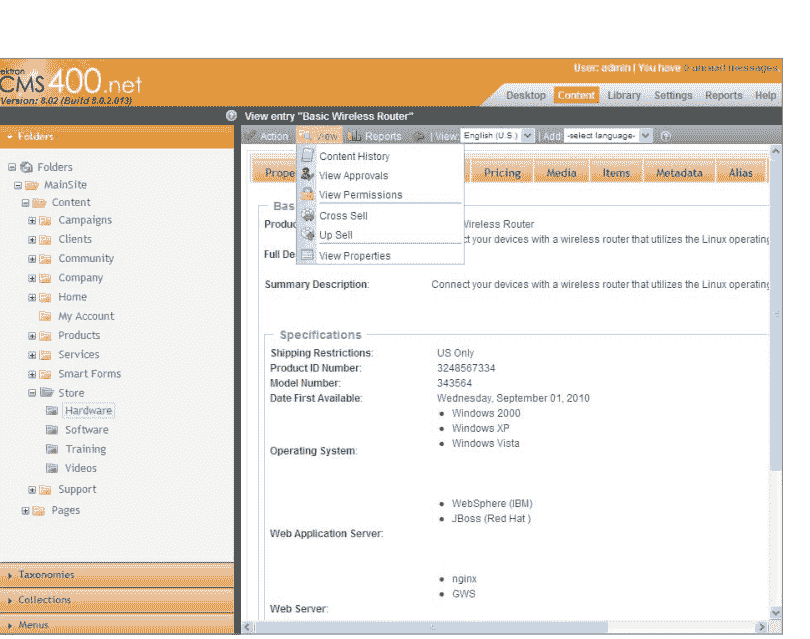 ektron
CMS400.net
Version: 8.02 (Build 8.0.2.013)
User: admin | You have 0 unread messages
Desktop Content Library Settings Reports Help
View entry "Basic Wireless Router"
Folders
Action View Reports | View: English (U.S.) | Add: -select language-
Folders
MainSite
Content
Campaigns
Clients
Community
Company
Home
My Account
Products
Services
Smart Forms
Store
Hardware
Software
Training
Videos
Support
Pages
Taxonomies
Collections
Menus
Content History
View Approvals
View Permissions
Cross Sell
Up Sell
View Properties
Prope Pricing Media Items Metadata Alias
Bas
Produc Wireless Router
ct your devices with a wireless router that utilizes the Linux operating
Full De
Summary Description: Connect your devices with a wireless router that utilizes the Linux operating
Specifications
Shipping Restrictions: US Only
Product ID Number: 3248567334
Model Number: 343564
Date First Available: Wednesday, September 01, 2010
Windows 2000
Windows XP
Windows Vista
Operating System:
WebSphere (IBM)
JBoss (Red Hat )
Web Application Server:
nginx
GWS
Web Server: